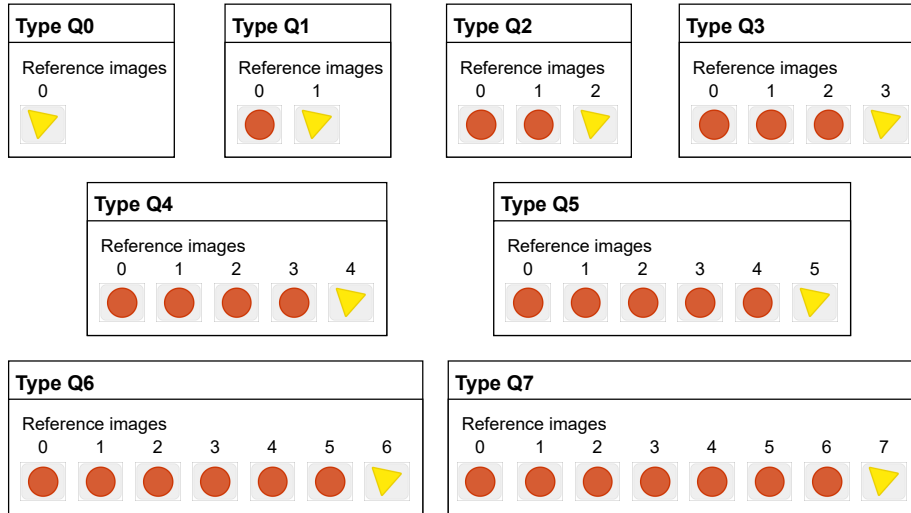 Type Q0
Reference images
0
Type Q1
Reference images
0 1
Type Q2
Reference images
0 1 2
Type Q3
Reference images
0 1 2 3
Type Q4
Reference images
0 1 2 3 4
Type Q5
Reference images
0 1 2 3 4 5
Type Q6
Reference images
0 1 2 3 4 5 6
Type Q7
Reference images
0 1 2 3 4 5 6 7